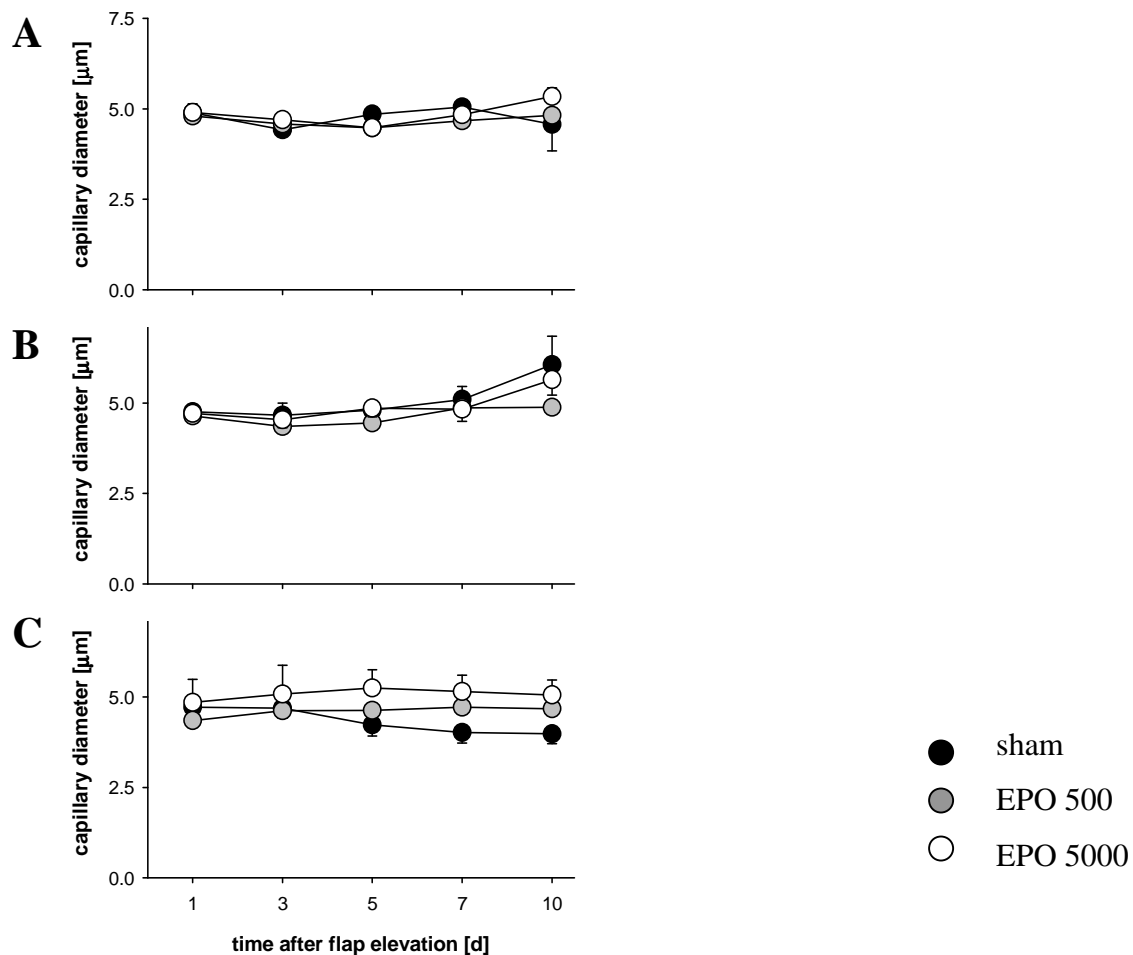 A
capillary diameter [µm]
7.5
5.0
2.5
0.0
B
capillary diameter [µm]
5.0
2.5
0.0
C
capillary diameter [µm]
5.0
2.5
0.0
1 3 5 7 10
time after flap elevation [d]
sham
EPO 500
EPO 5000